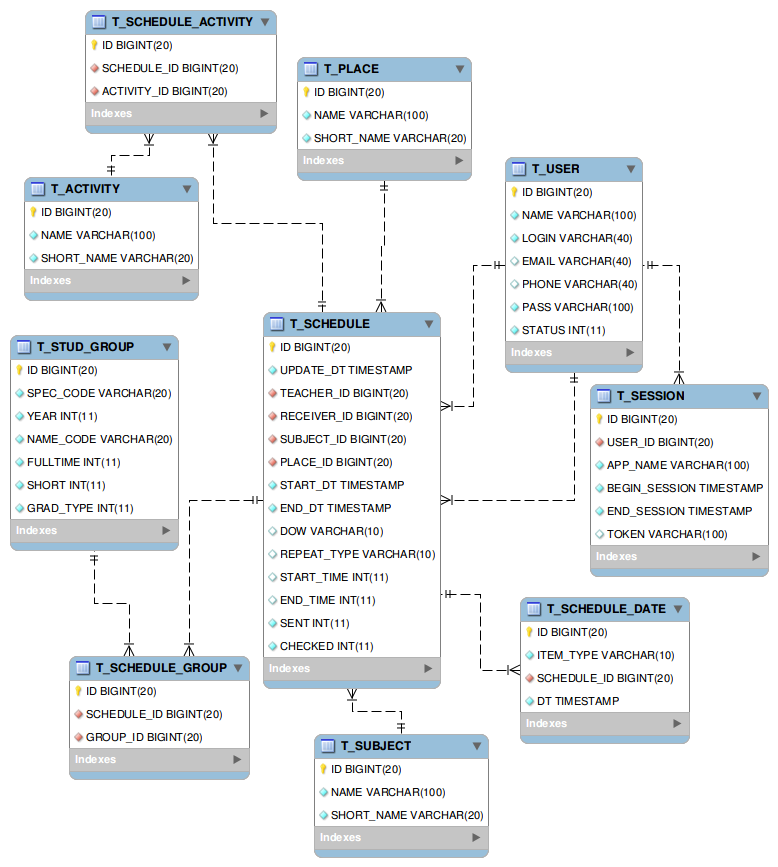 T_SCHEDULE_ACTIVITY
ID BIGINT(20)
SCHEDULE_ID BIGINT(20)
ACTIVITY_ID BIGINT(20)
Indexes
T_PLACE
ID BIGINT(20)
NAME VARCHAR(100)
SHORT_NAME VARCHAR(20)
Indexes
T_ACTIVITY
ID BIGINT(20)
NAME VARCHAR(100)
SHORT_NAME VARCHAR(20)
Indexes
T_USER
ID BIGINT(20)
NAME VARCHAR(100)
LOGIN VARCHAR(40)
EMAIL VARCHAR(40)
PHONE VARCHAR(40)
PASS VARCHAR(100)
STATUS INT(11)
Indexes
T_SCHEDULE
ID BIGINT(20)
UPDATE_DT TIMESTAMP
TEACHER_ID BIGINT(20)
RECEIVER_ID BIGINT(20)
SUBJECT_ID BIGINT(20)
PLACE_ID BIGINT(20)
START_DT TIMESTAMP
END_DT TIMESTAMP
DOW VARCHAR(10)
REPEAT_TYPE VARCHAR(10)
START_TIME INT(11)
END_TIME INT(11)
SENT INT(11)
CHECKED INT(11)
Indexes
T_STUD_GROUP
ID BIGINT(20)
SPEC_CODE VARCHAR(20)
YEAR INT(11)
NAME_CODE VARCHAR(20)
FULLTIME INT(11)
SHORT INT(11)
GRAD_TYPE INT(11)
Indexes
T_SESSION
ID BIGINT(20)
USER_ID BIGINT(20)
APP_NAME VARCHAR(100)
BEGIN_SESSION TIMESTAMP
END_SESSION TIMESTAMP
TOKEN VARCHAR(100)
Indexes
T_SCHEDULE_DATE
ID BIGINT(20)
ITEM_TYPE VARCHAR(10)
SCHEDULE_ID BIGINT(20)
DT TIMESTAMP
Indexes
T_SCHEDULE_GROUP
ID BIGINT(20)
SCHEDULE_ID BIGINT(20)
GROUP_ID BIGINT(20)
Indexes
T_SUBJECT
ID BIGINT(20)
NAME VARCHAR(100)
SHORT_NAME VARCHAR(20)
Indexes